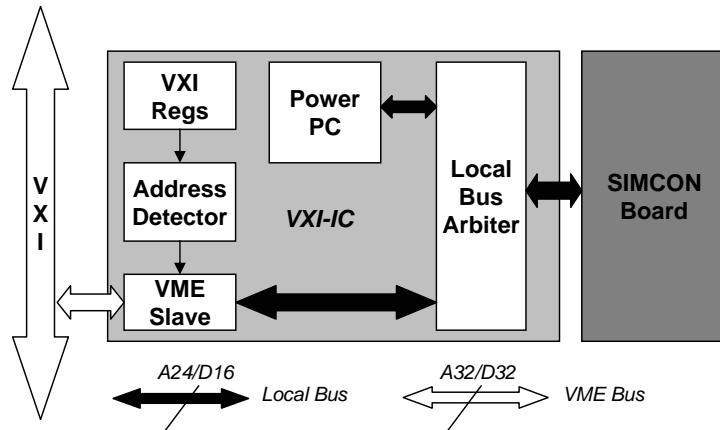 V
X
I
VXI
Regs
Address
Detector
VME
Slave
Power
PC
VXI-IC
Local
Bus
Arbiter
SIMCON
Board
A24/D16
Local Bus
A32/D32
VME Bus